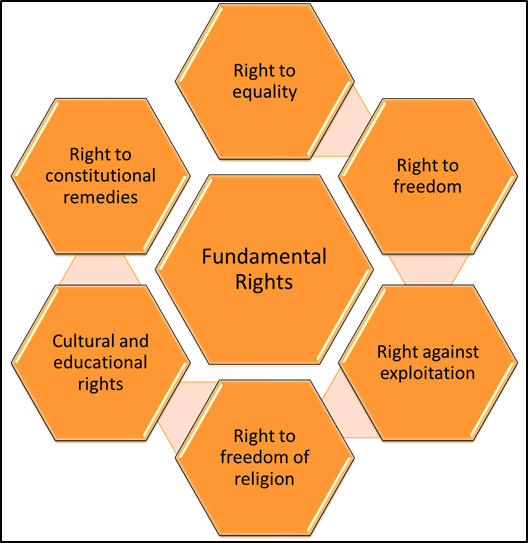 Right to
equality
Right to
freedom
Right against
exploitation
Right to
freedom of
religion
Cultural and
educational
rights
Right to
constitutional
remedies
Fundamental
Rights